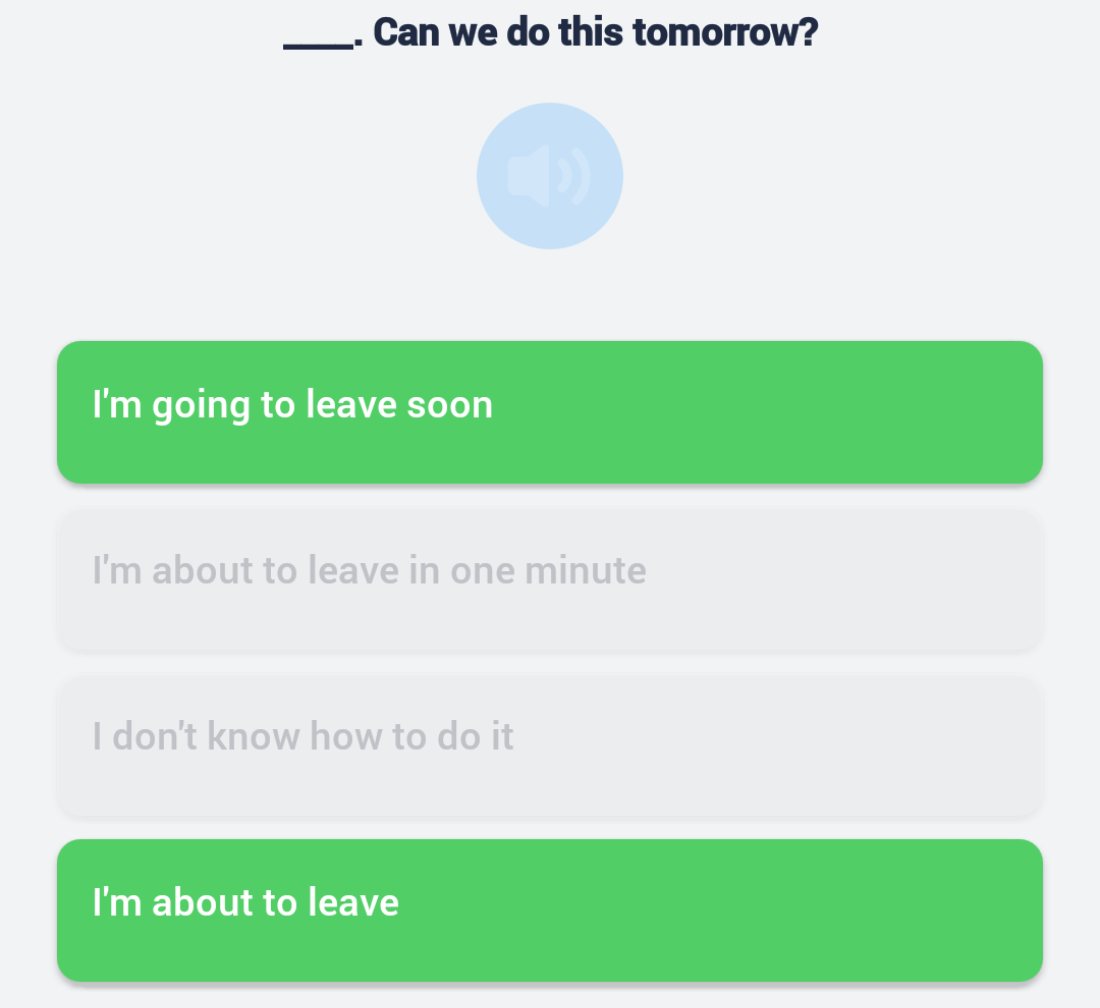 ____. Can we do this tomorrow?
I'm going to leave soon
I'm about to leave in one minute
I don't know how to do it
I'm about to leave